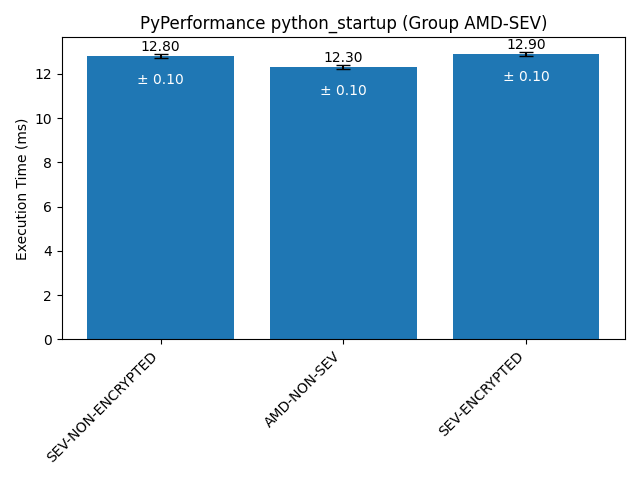 PyPerformance python_startup (Group AMD-SEV)
12.80
12.30
12.90
± 0.10
± 0.10
± 0.10
Execution Time (ms)
12
10
8
6
4
2
0
SEV-NON-ENCRYPTED
AMD-NON-SEV
SEV-ENCRYPTED